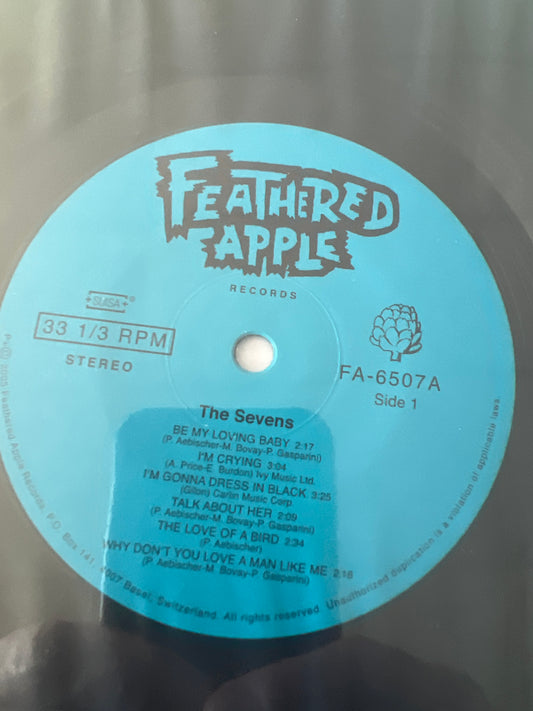 FEATHERED
APPLE
RECORDS
+SUISA+®
33 1/3 RPM
STEREO
FA-6507A
Side 1
The Sevens
BE MY LOVING BABY 2:17
(P. Aebischer-M. Bovay-P. Gasparini)
I'M CRYING 3:04
(A. Price-E. Burdon) Ivy Music Ltd.
I'M GONNA DRESS IN BLACK 3:25
(Gillon) Carlin Music Corp
TALK ABOUT HER 2:09
(P. Aebischer-M. Bovay-P. Gasparini)
THE LOVE OF A BIRD 2:34
(P. Aebischer)
WHY DON'T YOU LOVE A MAN LIKE ME 2:18
(P. Aebischer-M. Bovay-P. Gasparini)
P+© 2005 Feathered Apple Records, P.O. Box 141, 4007 Basel, Switzerland. All rights reserved. Unauthorized duplication is a violation of applicable laws.